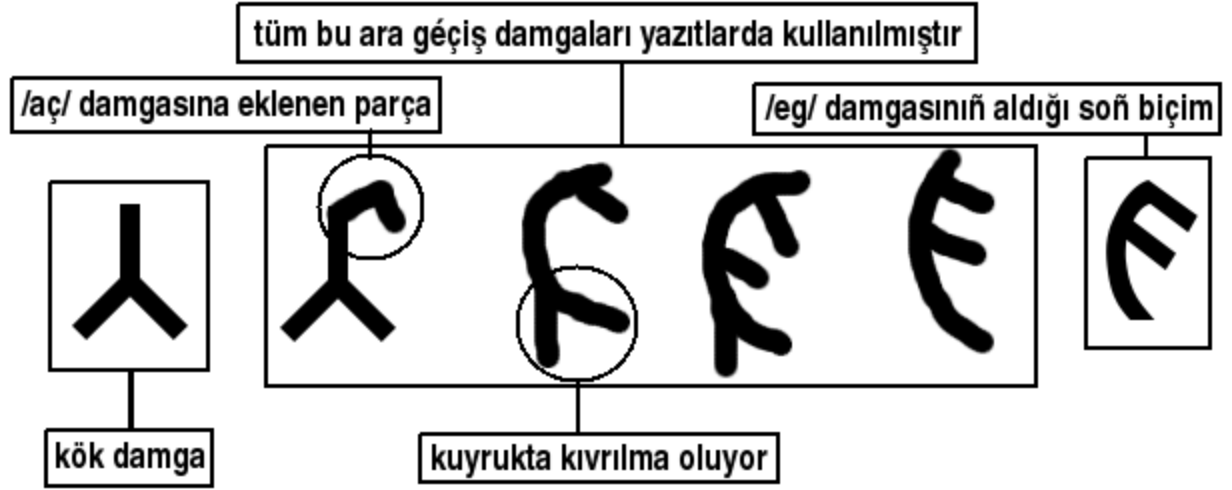 tüm bu ara géçiş damgaları yazıtlarda kullanılmıştır
/aç/ damgasına eklenen parça
/eg/ damgasınıñ aldığı soñ biçim
kök damga
kuyrukta kıvrılma oluyor